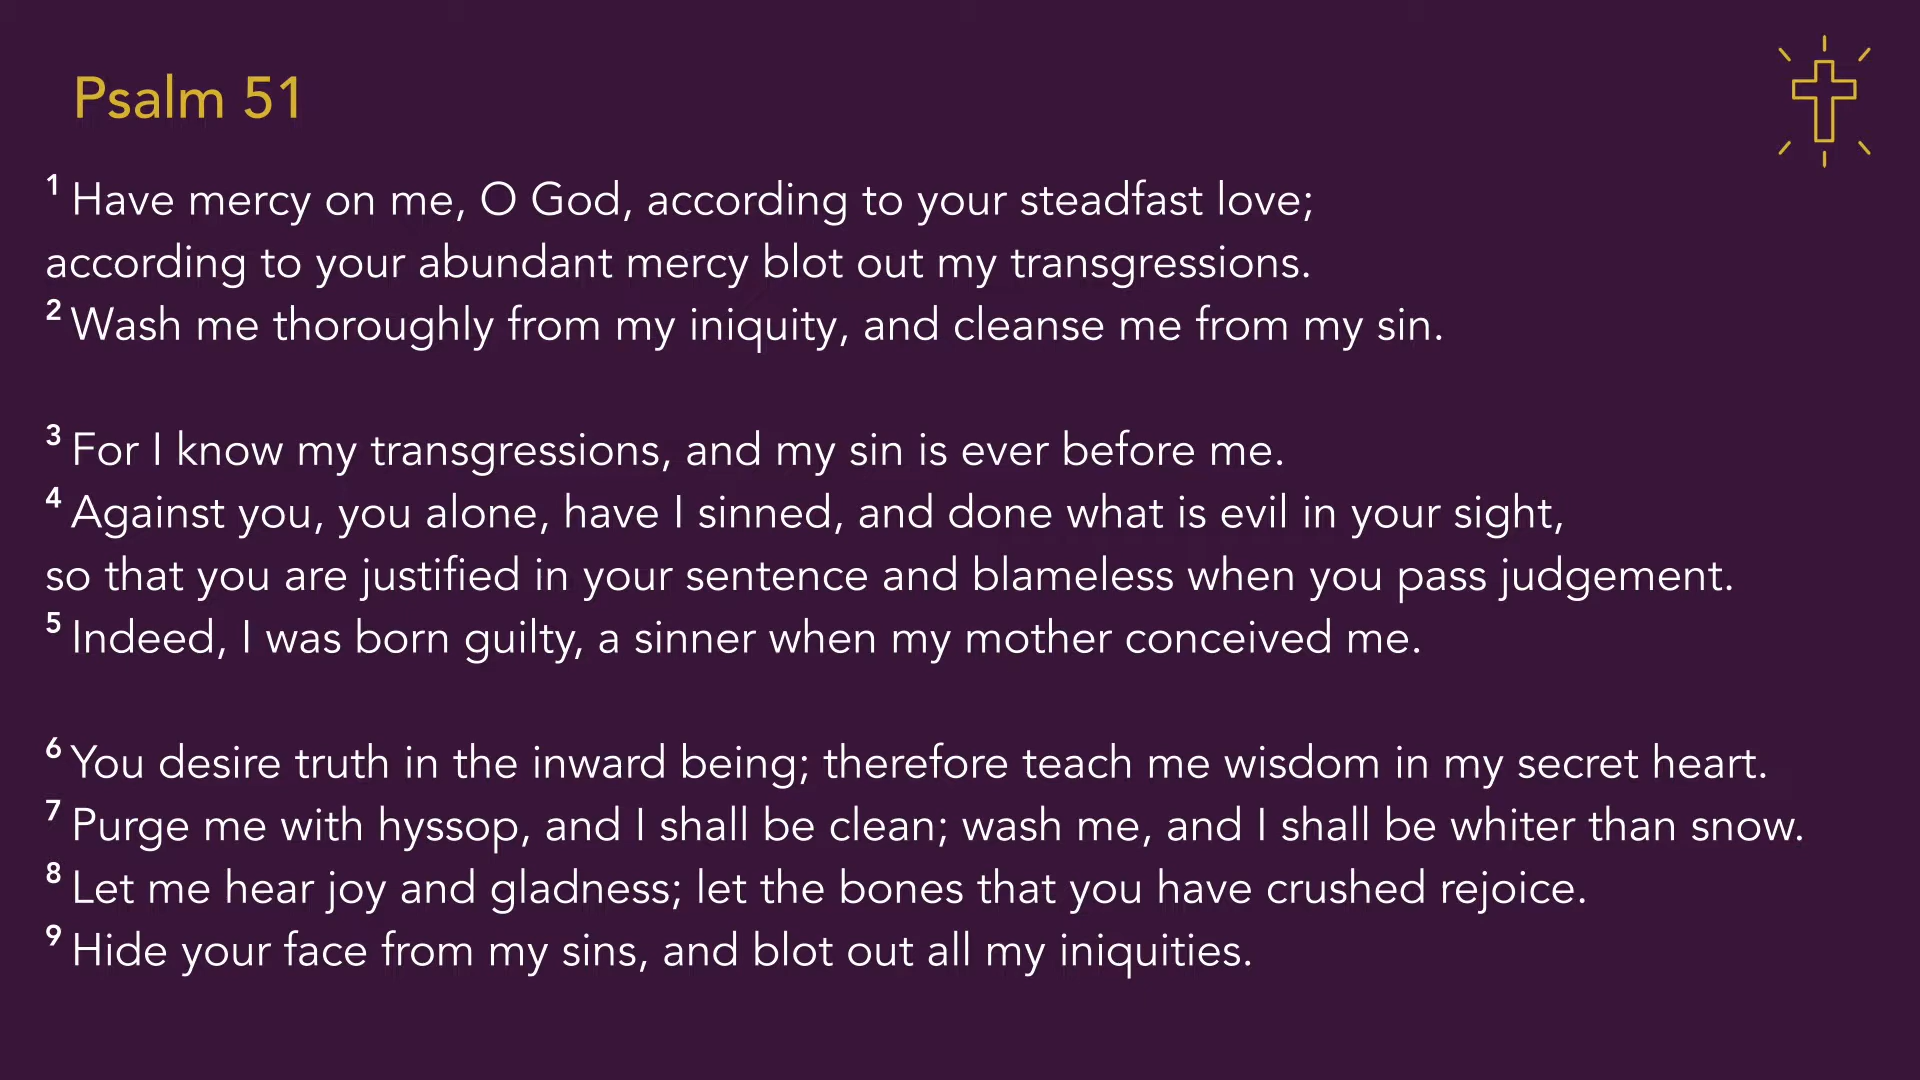 Psalm 51
1 Have mercy on me, O God, according to your steadfast love;
according to your abundant mercy blot out my transgressions.
2 Wash me thoroughly from my iniquity, and cleanse me from my sin.
3 For I know my transgressions, and my sin is ever before me.
4 Against you, you alone, have I sinned, and done what is evil in your sight,
so that you are justified in your sentence and blameless when you pass judgement.
5 Indeed, I was born guilty, a sinner when my mother conceived me.
6 You desire truth in the inward being; therefore teach me wisdom in my secret heart.
7 Purge me with hyssop, and I shall be clean; wash me, and I shall be whiter than snow.
8 Let me hear joy and gladness; let the bones that you have crushed rejoice.
9 Hide your face from my sins, and blot out all my iniquities.